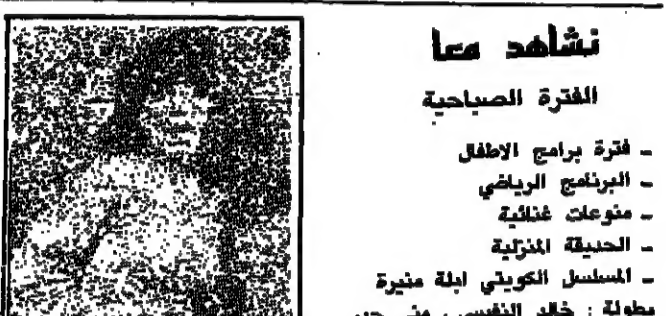 نشاهد معا
الفترة الصباحية
- فترة برامج الاطفال
- البرنامج الرياضي
- منوعات غنائية
- الحديقة المنزلية
- المسلسل الكويتي ابلة منيرة
بطولة : خالد النفيسي ،